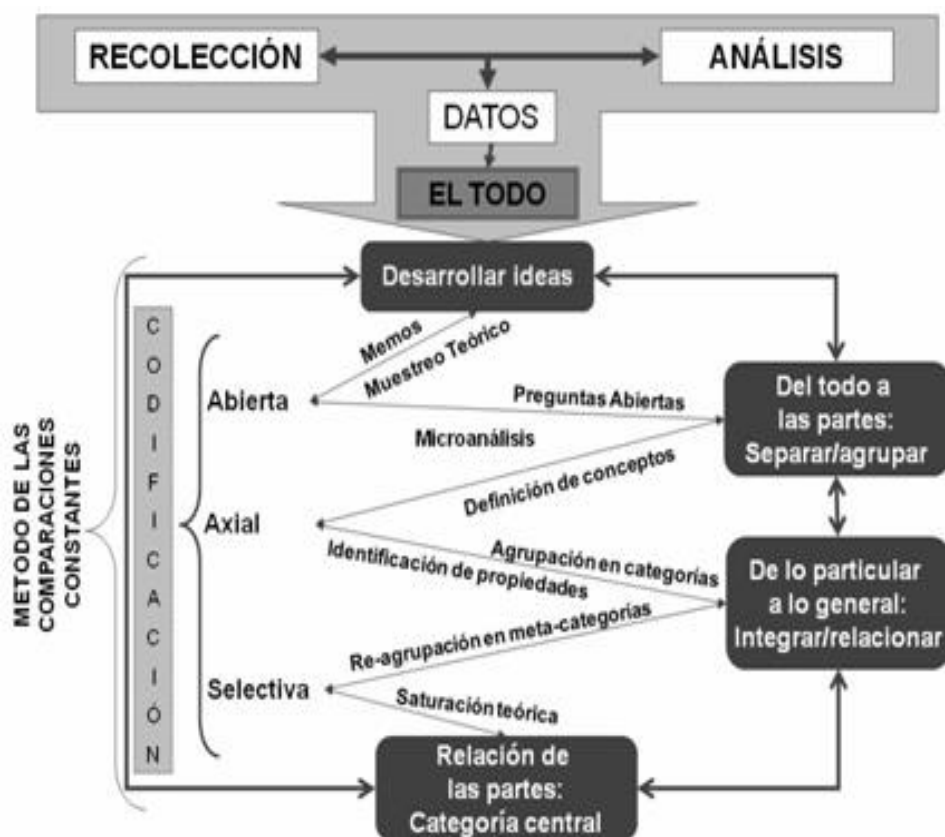 RECOLECCIÓN
ANÁLISIS
DATOS
EL TODO
Desarrollar ideas
METODO DE LAS
COMPARACIONES
CONSTANTES
CODIFICACIÓN
Memos
Muestreo Teórico
Abierta
Preguntas Abiertas
Microanálisis
Definición de conceptos
Del todo a
las partes:
Separar/agrupar
Axial
Agrupación en categorías
Identificación de propiedades
De lo particular
a lo general:
Integrar/relacionar
Re-agrupación en meta-categorías
Selectiva
Saturación teórica
Relación de
las partes:
Categoría central